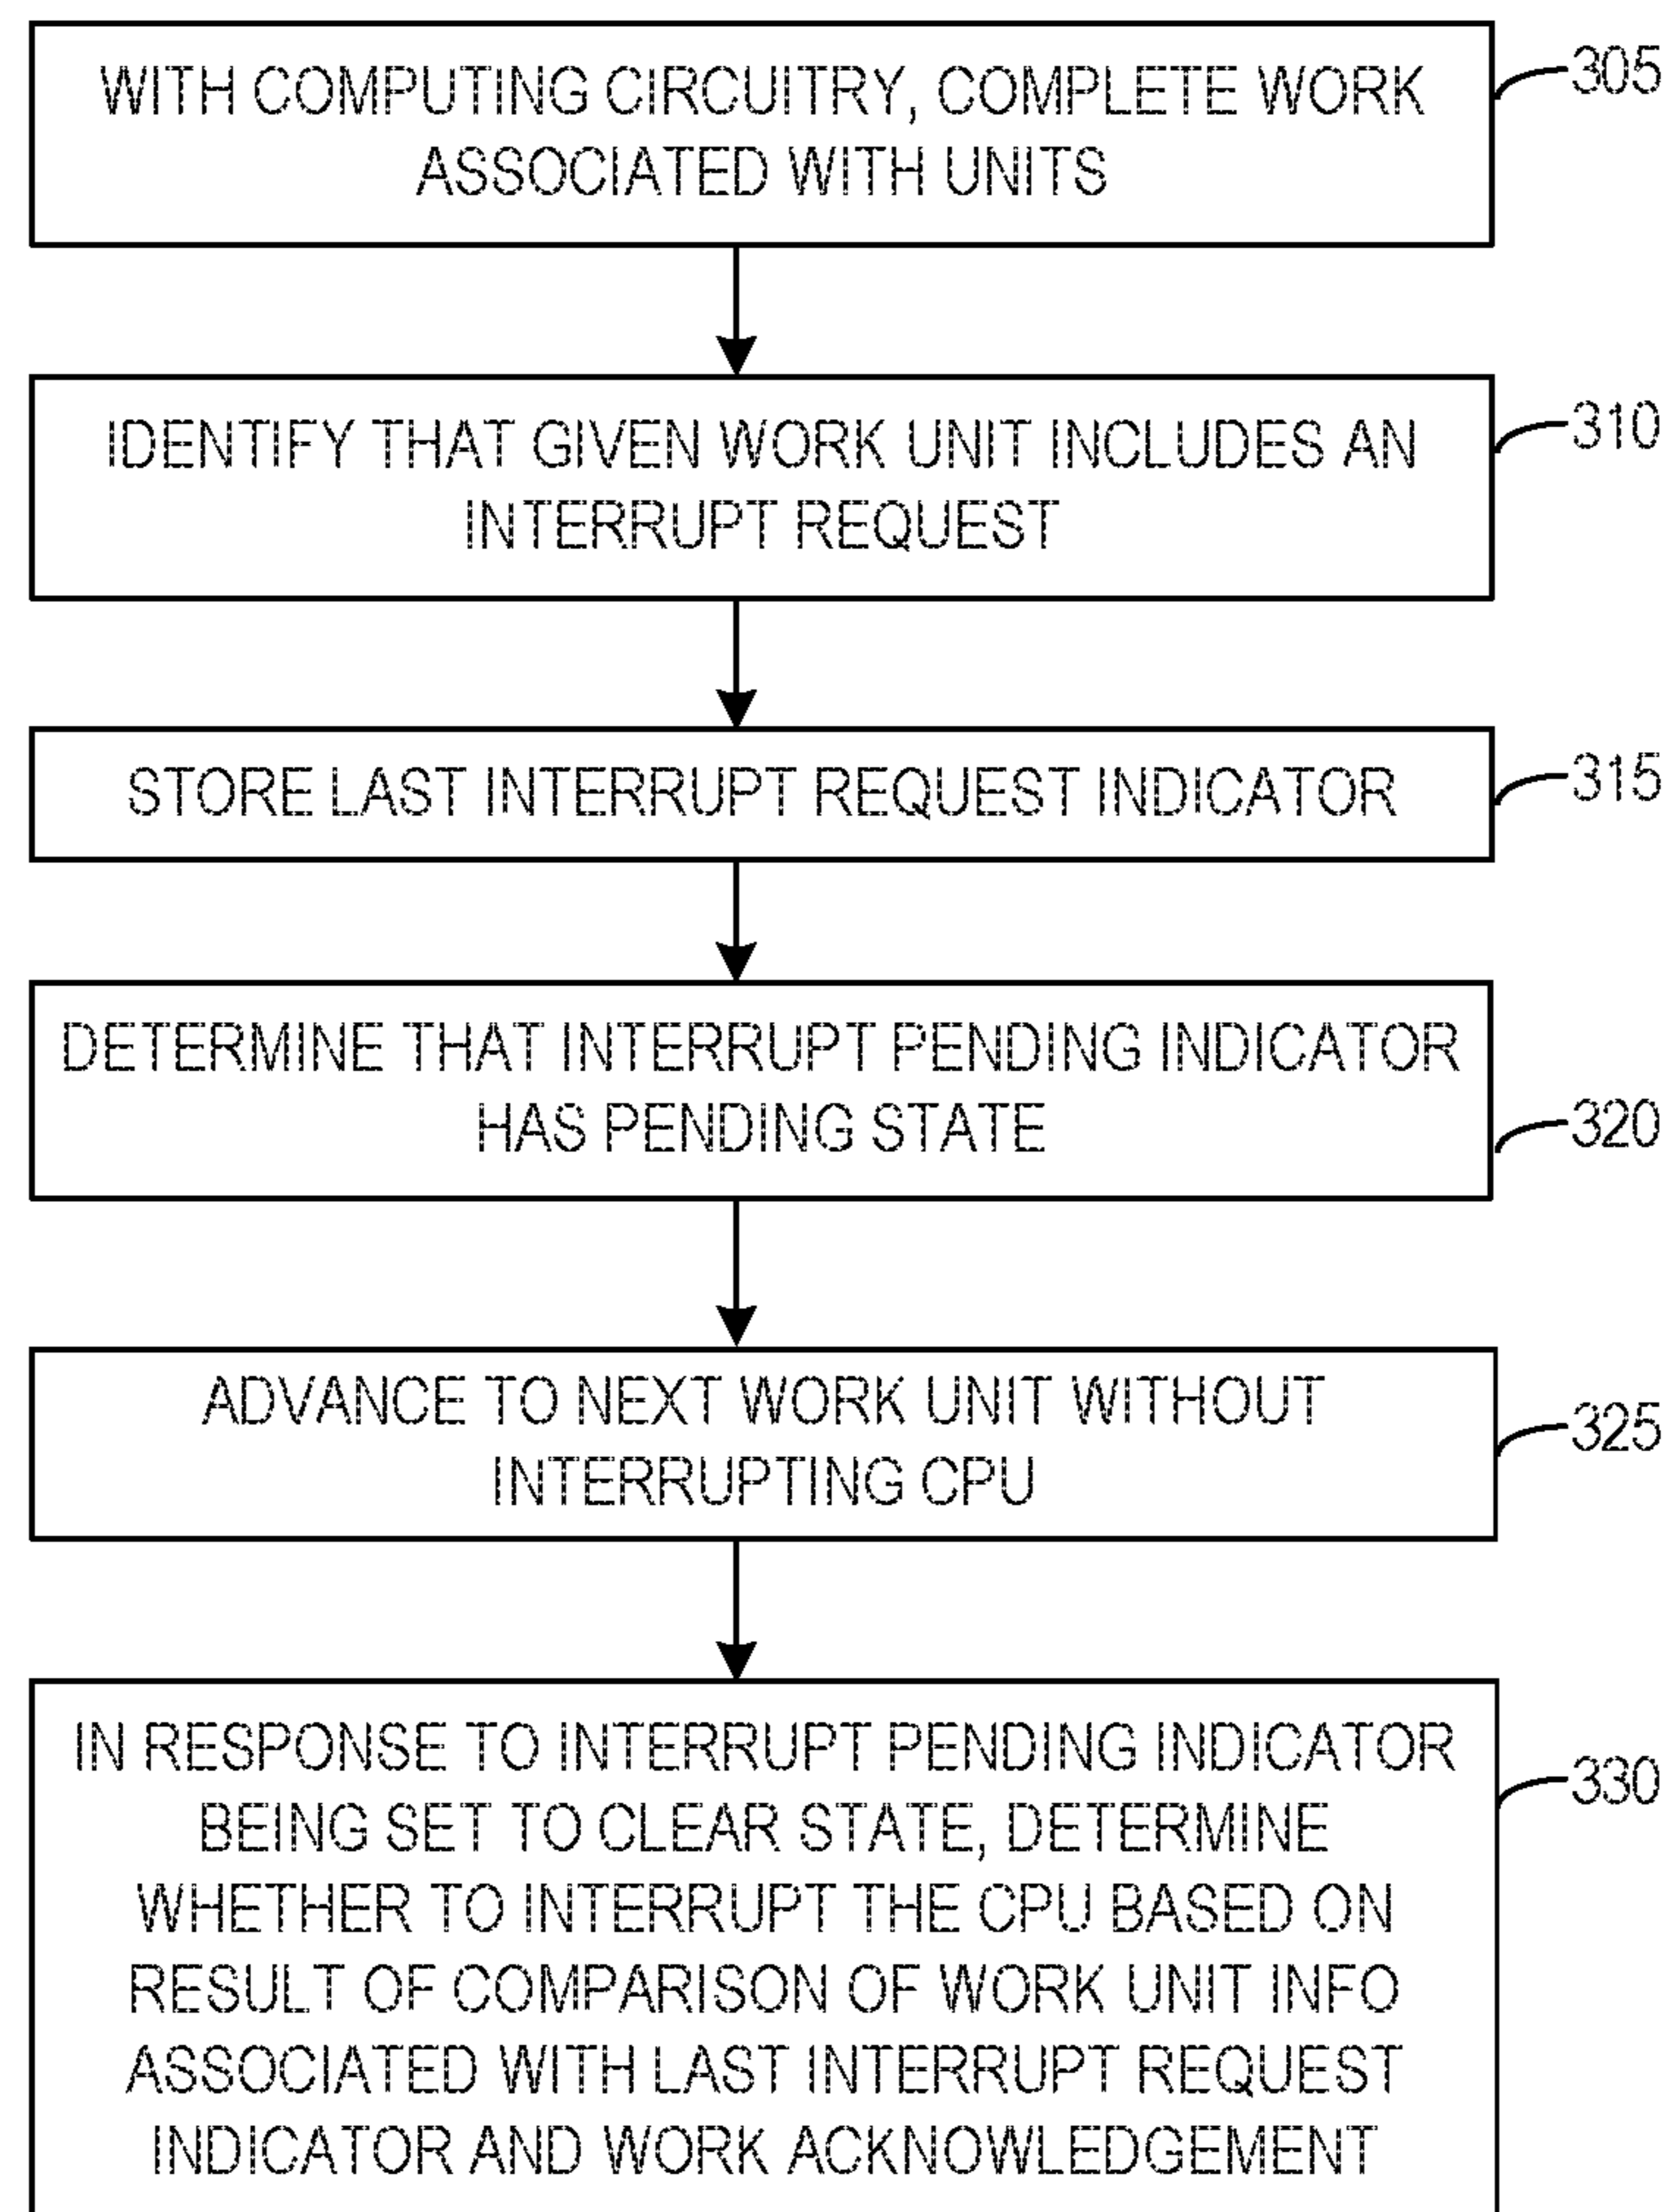 WITH COMPUTING CIRCUITRY, COMPLETE WORK
ASSOCIATED WITH UNITS
305
IDENTIFY THAT GIVEN WORK UNIT INCLUDES AN
INTERRUPT REQUEST
310
STORE LAST INTERRUPT REQUEST INDICATOR
315
DETERMINE THAT INTERRUPT PENDING INDICATOR
HAS PENDING STATE
320
ADVANCE TO NEXT WORK UNIT WITHOUT
INTERRUPTING CPU
325
IN RESPONSE TO INTERRUPT PENDING INDICATOR
BEING SET TO CLEAR STATE, DETERMINE
WHETHER TO INTERRUPT THE CPU BASED ON
RESULT OF COMPARISON OF WORK UNIT INFO
ASSOCIATED WITH LAST INTERRUPT REQUEST
INDICATOR AND WORK ACKNOWLEDGEMENT
330